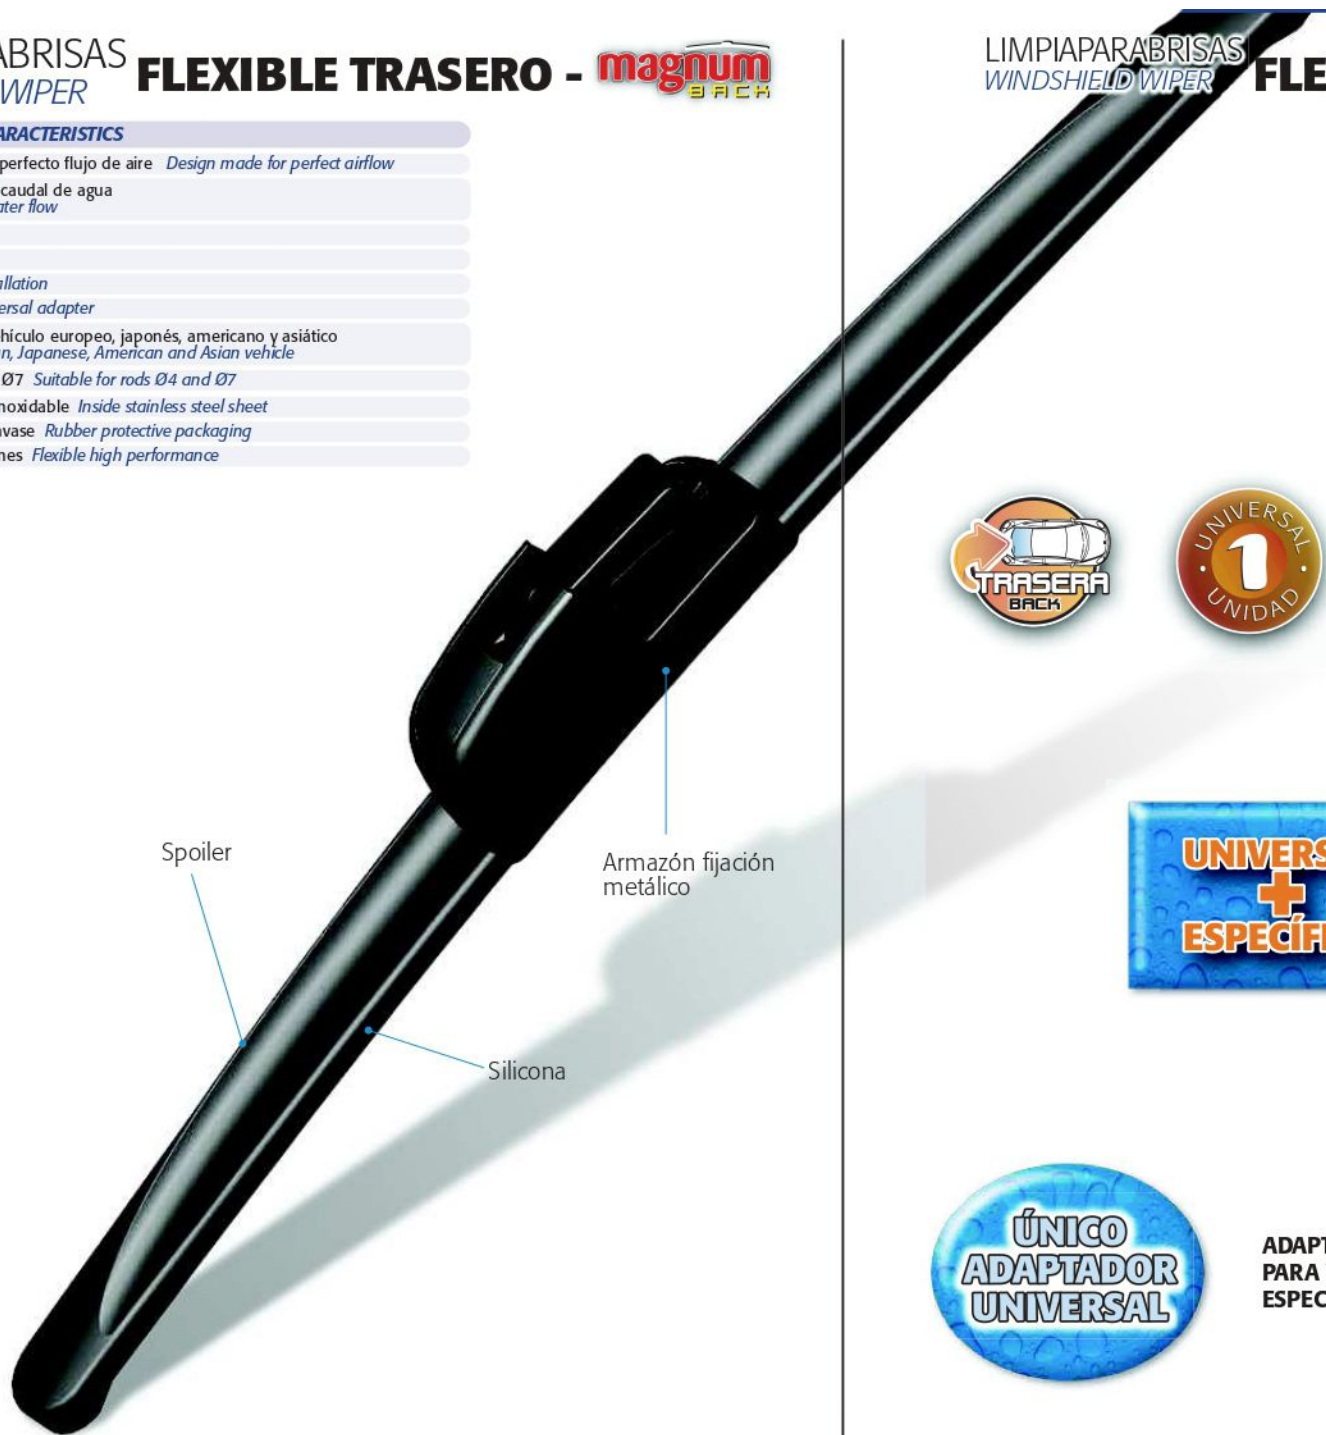 ABRISAS
WIPER
FLEXIBLE TRASERO - magnum
BACK
ARACTERISTICS
perfecto flujo de aire Design made for perfect airflow
caudal de agua
ater flow
allation
ersal adapter
hículo europeo, japonés, americano y asiático
n, Japanese, American and Asian vehicle
Ø7 Suitable for rods Ø4 and Ø7
noxidable Inside stainless steel sheet
vase Rubber protective packaging
nes Flexible high performance
Spoiler
Armazón fijación
metálico
Silicona
LIMPIAPARABRISAS
WINDSHIELD WIPER
FLE
TRASERA
BACK
UNIVERSAL
1
UNIDAD
UNIVERS
+
ESPECÍF
ÚNICO
ADAPTADOR
UNIVERSAL
ADAPT
PARA
ESPEC